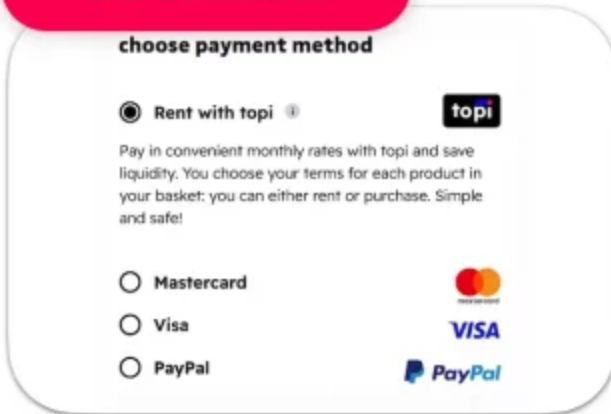 choose payment method
Rent with topi i topi
Pay in convenient monthly rates with topi and save
liquidity. You choose your terms for each product in
your basket: you can either rent or purchase. Simple
and safe!
Mastercard
Visa VISA
PayPal PayPal